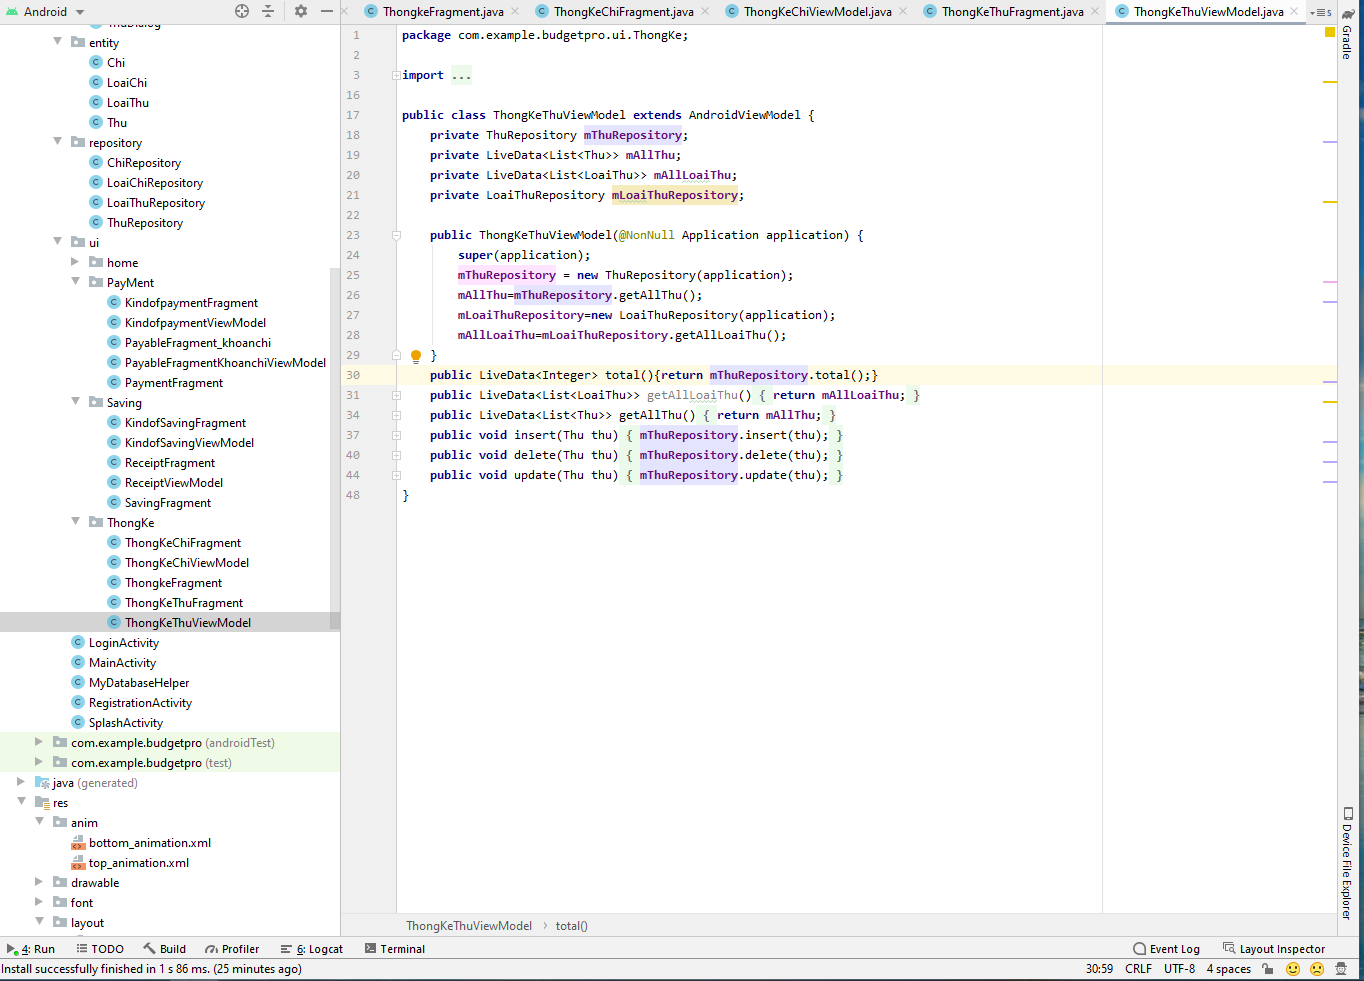 Android
ThongkeFragment.java
ThongKeChiFragment.java
ThongKeChiViewModel.java
ThongKeThuFragment.java
ThongKeThuViewModel.java
5
entity
Chi
LoaiChi
LoaiThu
Thu
repository
ChiRepository
LoaiChiRepository
LoaiThuRepository
ThuRepository
ui
home
PayMent
KindofpaymentFragment
KindofpaymentViewModel
PayableFragment_khoanchi
PayableFragmentKhoanchiViewModel
PaymentFragment
Saving
KindofSavingFragment
KindofSavingViewModel
ReceiptFragment
ReceiptViewModel
SavingFragment
ThongKe
ThongKeChiFragment
ThongKeChiViewModel
ThongkeFragment
ThongKeThuFragment
ThongKeThuViewModel
LoginActivity
MainActivity
MyDatabaseHelper
RegistrationActivity
SplashActivity
com.example.budgetpro (androidTest)
com.example.budgetpro (test)
java (generated)
res
anim
bottom_animation.xml
top_animation.xml
drawable
font
layout
1 package com.example.budgetpro.ui.ThongKe;
2
3 import ...
16
17 public class ThongKeThuViewModel extends AndroidViewModel {
18 private ThuRepository mThuRepository;
19 private LiveData<List<Thu>> mAllThu;
20 private LiveData<List<LoaiThu>> mAllLoaiThu;
21 private LoaiThuRepository mLoaiThuRepository;
22
23 public ThongKeThuViewModel(@NonNull Application application) {
24 super(application);
25 mThuRepository = new ThuRepository(application);
26 mAllThu=mThuRepository.getAllThu();
27 mLoaiThuRepository=new LoaiThuRepository(application);
28 mAllLoaiThu=mLoaiThuRepository.getAllLoaiThu();
29 }
30 public LiveData<Integer> total(){return mThuRepository.total();}
31 public LiveData<List<LoaiThu>> getAllLoaiThu() { return mAllLoaiThu; }
34 public LiveData<List<Thu>> getAllThu() { return mAllThu; }
37 public void insert(Thu thu) { mThuRepository.insert(thu); }
40 public void delete(Thu thu) { mThuRepository.delete(thu); }
44 public void update(Thu thu) { mThuRepository.update(thu); }
48 }
ThongKeThuViewModel › total()
Gradle
Device File Explorer
4: Run
TODO
Build
Profiler
6: Logcat
Terminal
Event Log
Layout Inspector
Install successfully finished in 1 s 86 ms. (25 minutes ago)
30:59
CRLF
UTF-8
4 spaces